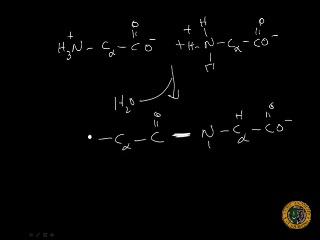 O O
H₃N⁺ – Cα – C O⁻ + H – N⁺ – Cα – C O⁻
H
H
H₂O
O H O
– Cα – C – N – Cα – C O⁻